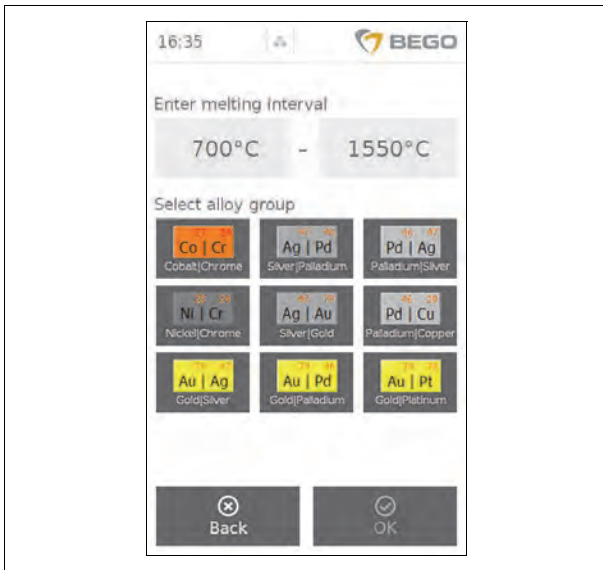 16:35 BEGO
Enter melting interval
700°C - 1550°C
Select alloy group
Co | Cr Ag | Pd Pd | Ag
Cobalt|Chrome Silver|Palladium Palladium|Silver
Ni | Cr Ag | Au Pd | Cu
Nickel|Chrome Silver|Gold Palladium|Copper
Au | Ag Au | Pd Au | Pt
Gold|Silver Gold|Palladium Gold|Platinum
Back OK